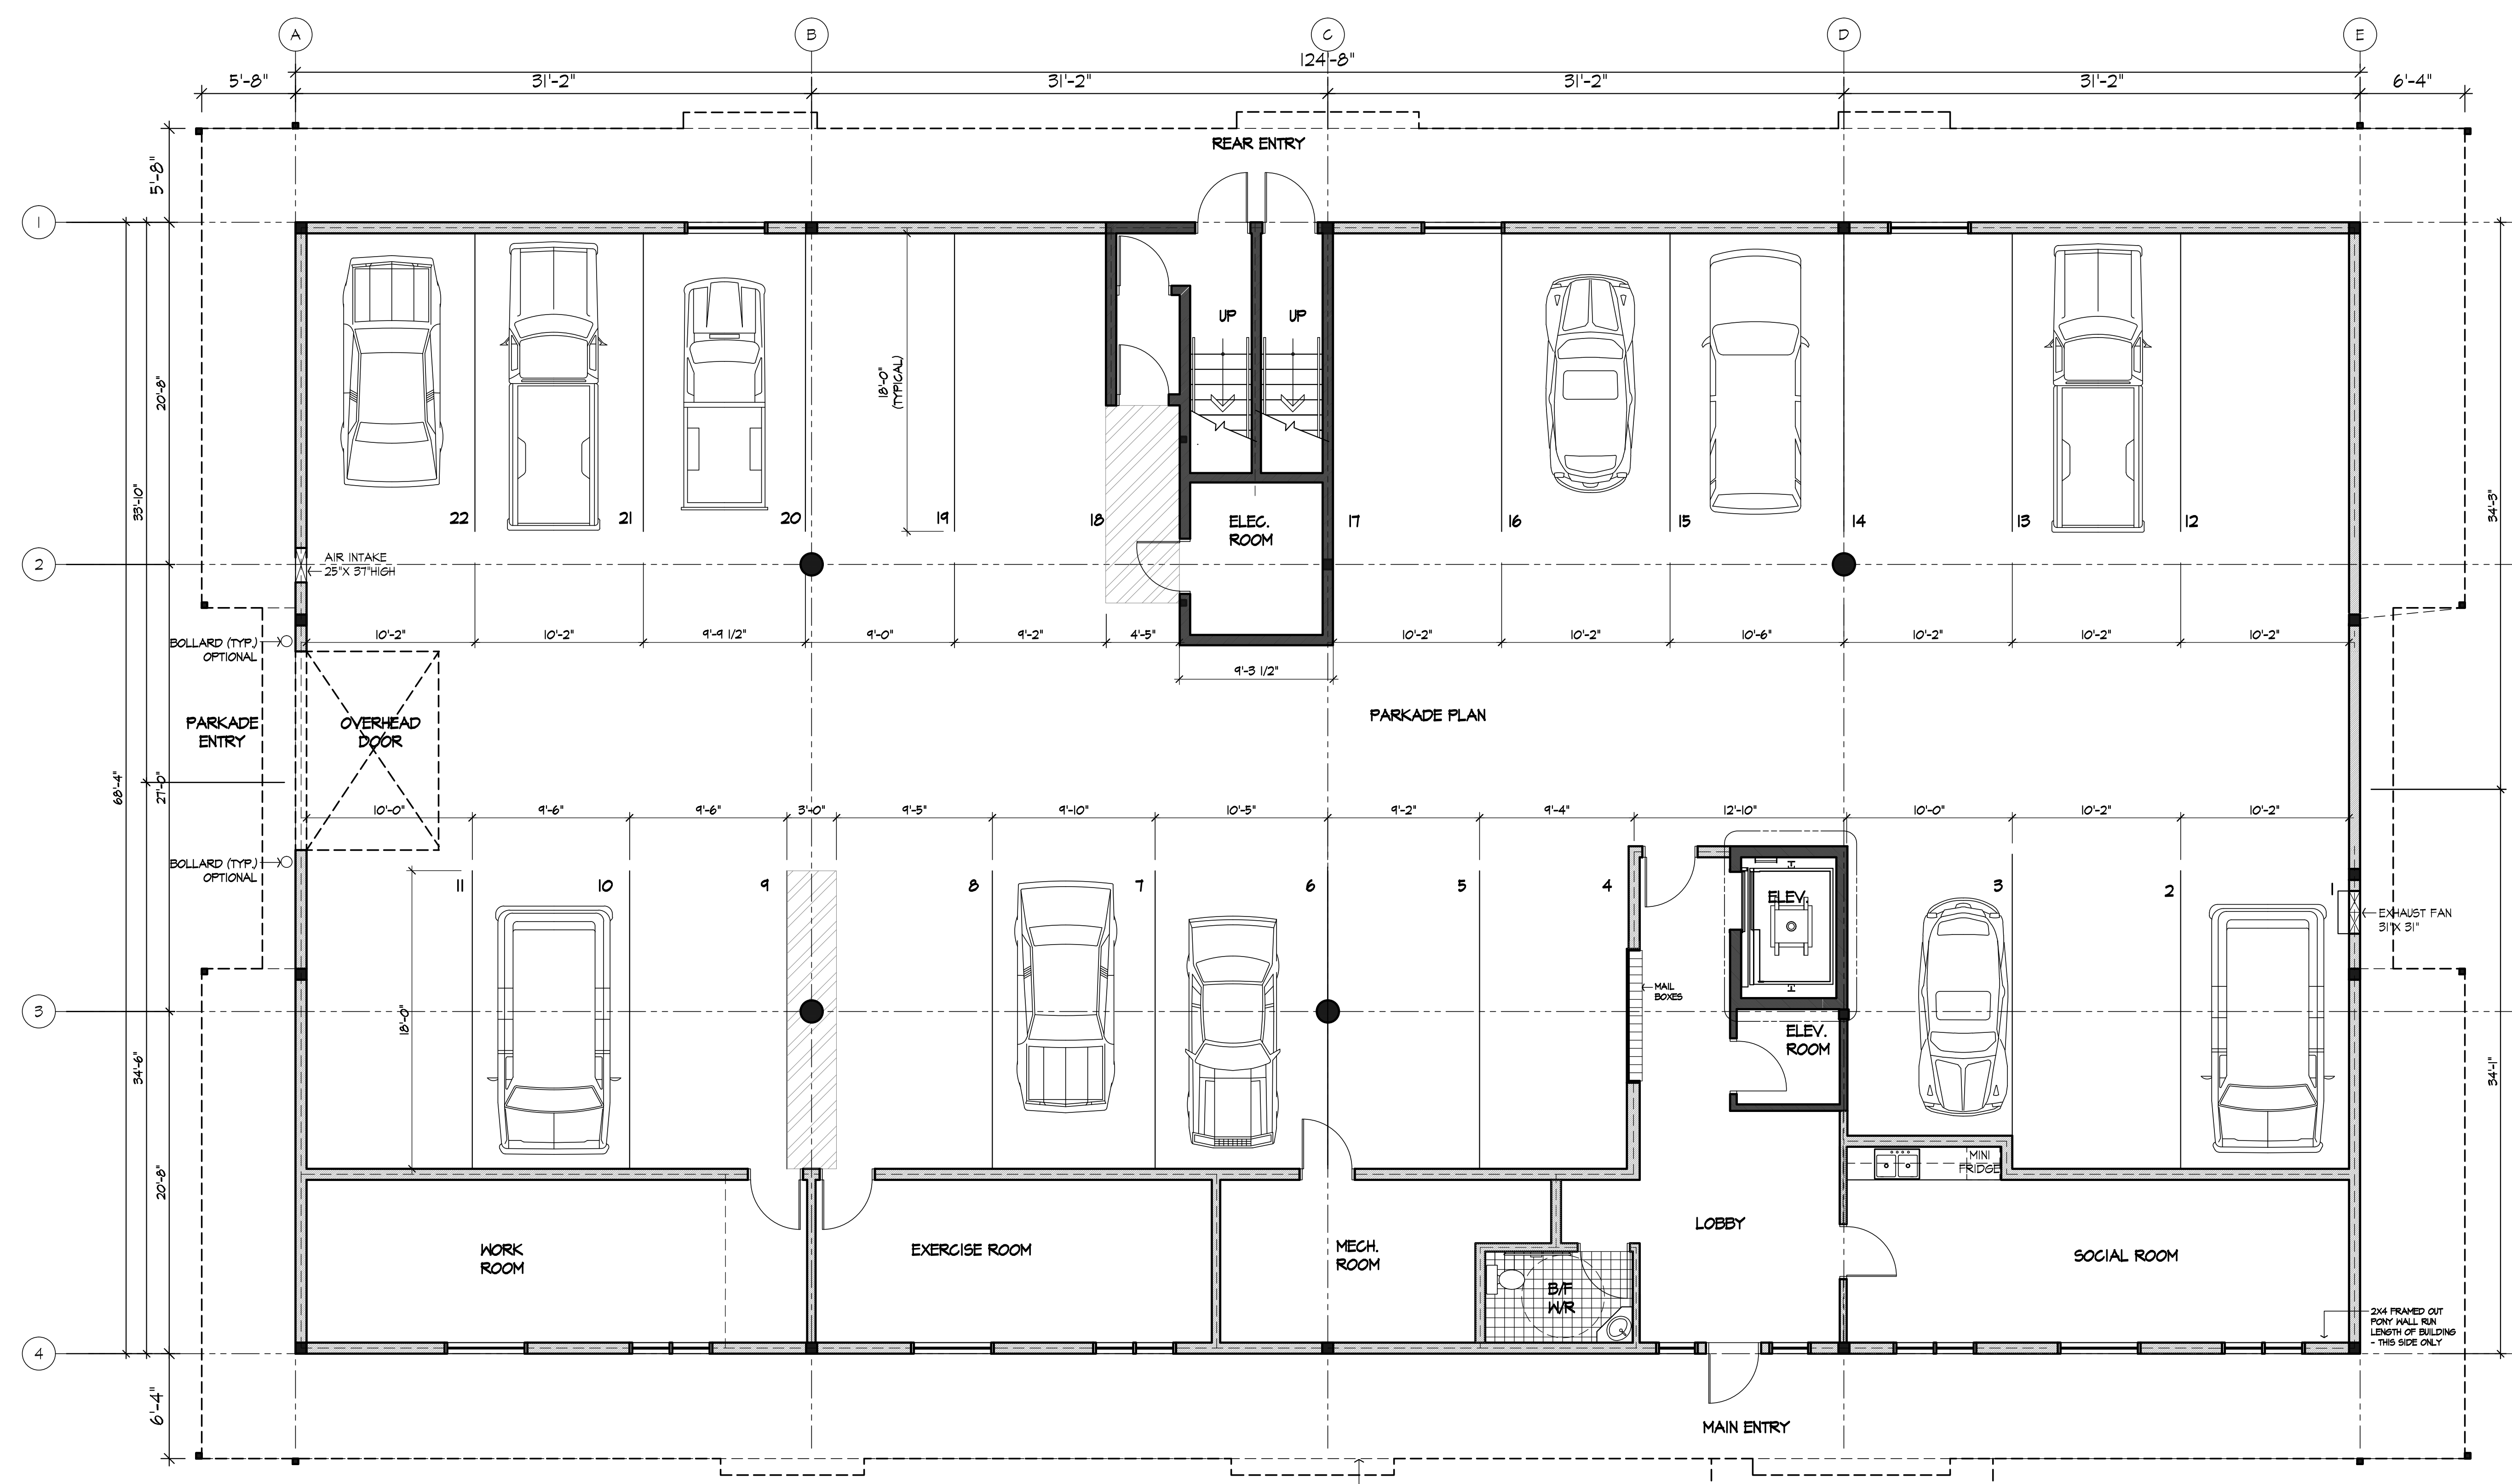 A
B
C
D
E
124'-8"
5'-8"
31'-2"
31'-2"
31'-2"
31'-2"
6'-4"
5'-8"
REAR ENTRY
1
UP
UP
18'-0"
(TYPICAL)
20'-8"
33'-10"
34'-3"
22
21
20
19
18
17
16
15
14
13
12
ELEC.
ROOM
2
AIR INTAKE
25"X 37"HIGH
BOLLARD (TYP.)
OPTIONAL
10'-2"
10'-2"
9'-9 1/2"
9'-0"
9'-2"
4'-5"
10'-2"
10'-2"
10'-6"
10'-2"
10'-2"
10'-2"
9'-3 1/2"
PARKADE
ENTRY
OVERHEAD
DOOR
PARKADE PLAN
68'-4"
27'-0"
10'-0"
9'-6"
9'-6"
3'-0"
9'-5"
9'-10"
10'-5"
9'-2"
9'-4"
12'-10"
10'-0"
10'-2"
10'-2"
BOLLARD (TYP.)
OPTIONAL
11
10
9
8
7
6
5
4
3
2
1
ELEV.
EXHAUST FAN
31"X 31"
MAIL
BOXES
3
18'-0"
ELEV.
ROOM
34'-6"
34'-1"
20'-8"
MINI
FRIDGE
WORK
ROOM
EXERCISE ROOM
MECH.
ROOM
LOBBY
SOCIAL ROOM
B/F
W/R
2X4 FRAMED OUT
PONY WALL RUN
LENGTH OF BUILDING
- THIS SIDE ONLY
4
6'-4"
MAIN ENTRY